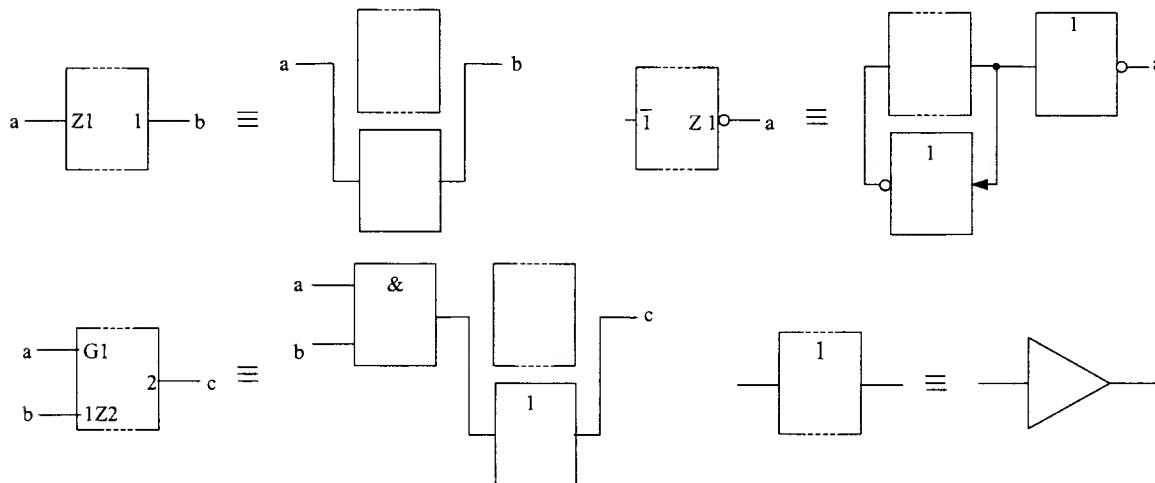 a Z1 1 b ≡ a b
1̅ Z 1 a ≡ 1 a
1
a G1 2 c ≡ a & c
b 1Z2 b 1
1 ≡